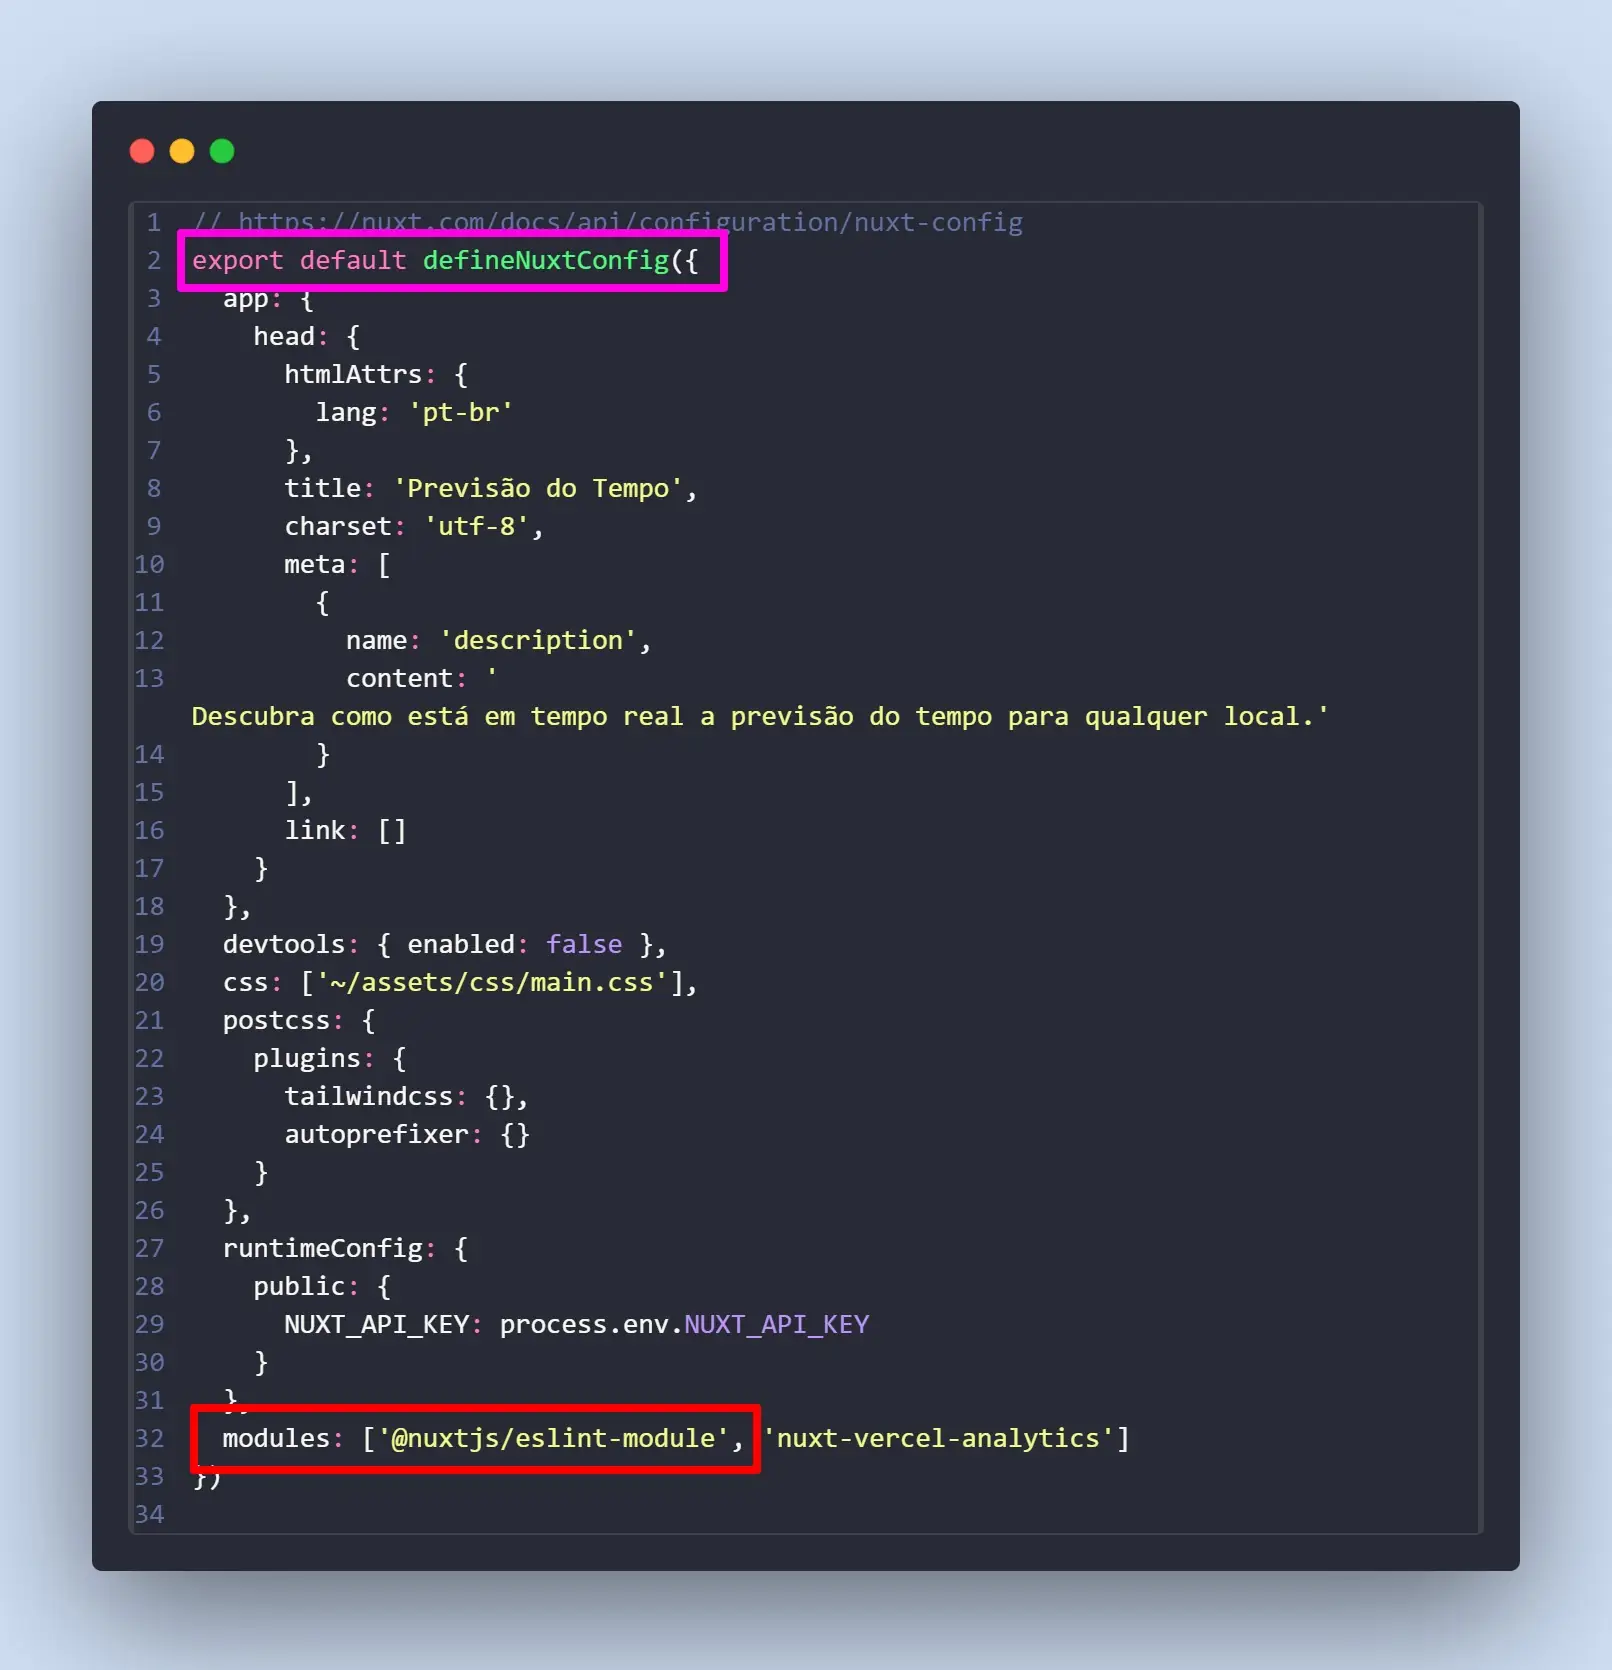 1 // https://nuxt.com/docs/api/configuration/nuxt-config
2 export default defineNuxtConfig({
3   app: {
4     head: {
5       htmlAttrs: {
6         lang: 'pt-br'
7       },
8       title: 'Previsão do Tempo',
9       charset: 'utf-8',
10       meta: [
11         {
12           name: 'description',
13           content: '
Descubra como está em tempo real a previsão do tempo para qualquer local.'
14         }
15       ],
16       link: []
17     }
18   },
19   devtools: { enabled: false },
20   css: ['~/assets/css/main.css'],
21   postcss: {
22     plugins: {
23       tailwindcss: {},
24       autoprefixer: {}
25     }
26   },
27   runtimeConfig: {
28     public: {
29       NUXT_API_KEY: process.env.NUXT_API_KEY
30     }
31   },
32   modules: ['@nuxtjs/eslint-module', 'nuxt-vercel-analytics']
33 })
34